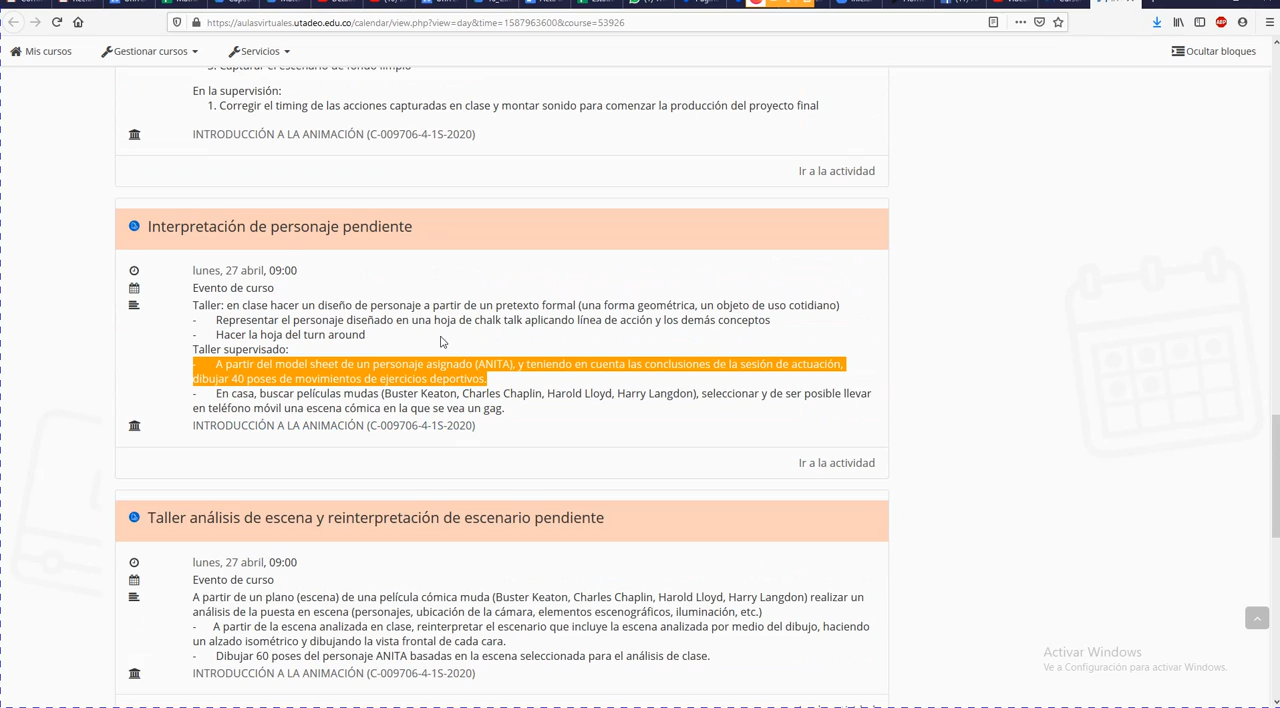 https://aulasvirtuales.utadeo.edu.co/calendar/view.php?view=day&time=1587963600&course=53926
Mis cursos Gestionar cursos Servicios Ocultar bloques
3. Capturar el escenario de fondo limpio
En la supervisión:
1. Corregir el timing de las acciones capturadas en clase y montar sonido para comenzar la producción del proyecto final
INTRODUCCIÓN A LA ANIMACIÓN (C-009706-4-1S-2020)
Ir a la actividad
Interpretación de personaje pendiente
lunes, 27 abril, 09:00
Evento de curso
Taller: en clase hacer un diseño de personaje a partir de un pretexto formal (una forma geométrica, un objeto de uso cotidiano)
- Representar el personaje diseñado en una hoja de chalk talk aplicando línea de acción y los demás conceptos
- Hacer la hoja del turn around
Taller supervisado:
- A partir del model sheet de un personaje asignado (ANITA), y teniendo en cuenta las conclusiones de la sesión de actuación,
dibujar 40 poses de movimientos de ejercicios deportivos.
- En casa, buscar películas mudas (Buster Keaton, Charles Chaplin, Harold Lloyd, Harry Langdon), seleccionar y de ser posible llevar
en teléfono móvil una escena cómica en la que se vea un gag.
INTRODUCCIÓN A LA ANIMACIÓN (C-009706-4-1S-2020)
Ir a la actividad
Taller análisis de escena y reinterpretación de escenario pendiente
lunes, 27 abril, 09:00
Evento de curso
A partir de un plano (escena) de una película cómica muda (Buster Keaton, Charles Chaplin, Harold Lloyd, Harry Langdon) realizar un
análisis de la puesta en escena (personajes, ubicación de la cámara, elementos escenográficos, iluminación, etc.)
- A partir de la escena analizada en clase, reinterpretar el escenario que incluye la escena analizada por medio del dibujo, haciendo
un alzado isométrico y dibujando la vista frontal de cada cara.
- Dibujar 60 poses del personaje ANITA basadas en la escena seleccionada para el análisis de clase.
INTRODUCCIÓN A LA ANIMACIÓN (C-009706-4-1S-2020)
Activar Windows
Ve a Configuración para activar Windows.